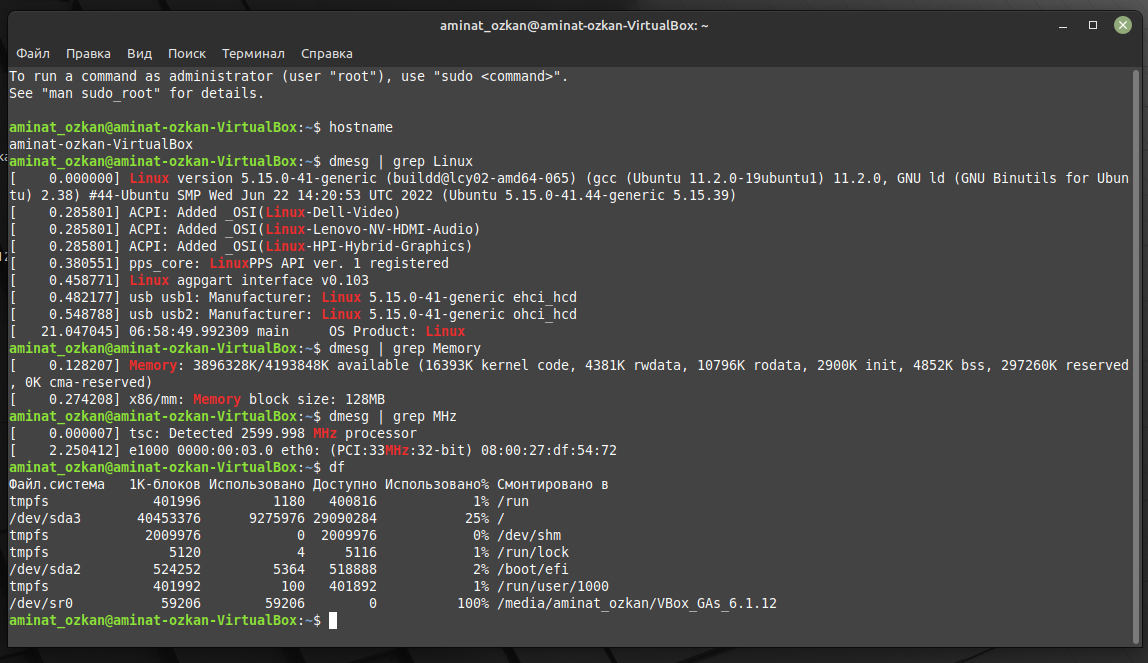 aminat_ozkan@aminat-ozkan-VirtualBox: ~
Файл Правка Вид Поиск Терминал Справка
To run a command as administrator (user "root"), use "sudo <command>".
See "man sudo_root" for details.
aminat_ozkan@aminat-ozkan-VirtualBox:~$ hostname
aminat-ozkan-VirtualBox
aminat_ozkan@aminat-ozkan-VirtualBox:~$ dmesg | grep Linux
[    0.000000] Linux version 5.15.0-41-generic (buildd@lcy02-amd64-065) (gcc (Ubuntu 11.2.0-19ubuntu1) 11.2.0, GNU ld (GNU Binutils for Ubun
tu) 2.38) #44-Ubuntu SMP Wed Jun 22 14:20:53 UTC 2022 (Ubuntu 5.15.0-41.44-generic 5.15.39)
[    0.285801] ACPI: Added _OSI(Linux-Dell-Video)
[    0.285801] ACPI: Added _OSI(Linux-Lenovo-NV-HDMI-Audio)
[    0.285801] ACPI: Added _OSI(Linux-HPI-Hybrid-Graphics)
[    0.380551] pps_core: LinuxPPS API ver. 1 registered
[    0.458771] Linux agpgart interface v0.103
[    0.482177] usb usb1: Manufacturer: Linux 5.15.0-41-generic ehci_hcd
[    0.548788] usb usb2: Manufacturer: Linux 5.15.0-41-generic ohci_hcd
[   21.047045] 06:58:49.992309 main     OS Product: Linux
aminat_ozkan@aminat-ozkan-VirtualBox:~$ dmesg | grep Memory
[    0.128207] Memory: 3896328K/4193848K available (16393K kernel code, 4381K rwdata, 10796K rodata, 2900K init, 4852K bss, 297260K reserved
, 0K cma-reserved)
[    0.274208] x86/mm: Memory block size: 128MB
aminat_ozkan@aminat-ozkan-VirtualBox:~$ dmesg | grep MHz
[    0.000007] tsc: Detected 2599.998 MHz processor
[    2.250412] e1000 0000:00:03.0 eth0: (PCI:33MHz:32-bit) 08:00:27:df:54:72
aminat_ozkan@aminat-ozkan-VirtualBox:~$ df
Файл.система   1K-блоков Использовано Доступно Использовано% Смонтировано в
tmpfs             401996         1180   400816            1% /run
/dev/sda3       40453376      9275976 29090284           25% /
tmpfs            2009976            0  2009976            0% /dev/shm
tmpfs               5120            4     5116            1% /run/lock
/dev/sda2         524252         5364   518888            2% /boot/efi
tmpfs             401992          100   401892            1% /run/user/1000
/dev/sr0           59206        59206        0          100% /media/aminat_ozkan/VBox_GAs_6.1.12
aminat_ozkan@aminat-ozkan-VirtualBox:~$